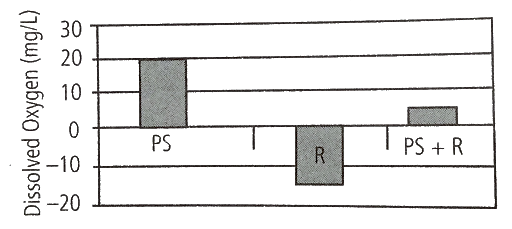 Dissolved Oxygen (mg/L)
30
20
10
0
−10
−20
PS
R
PS + R